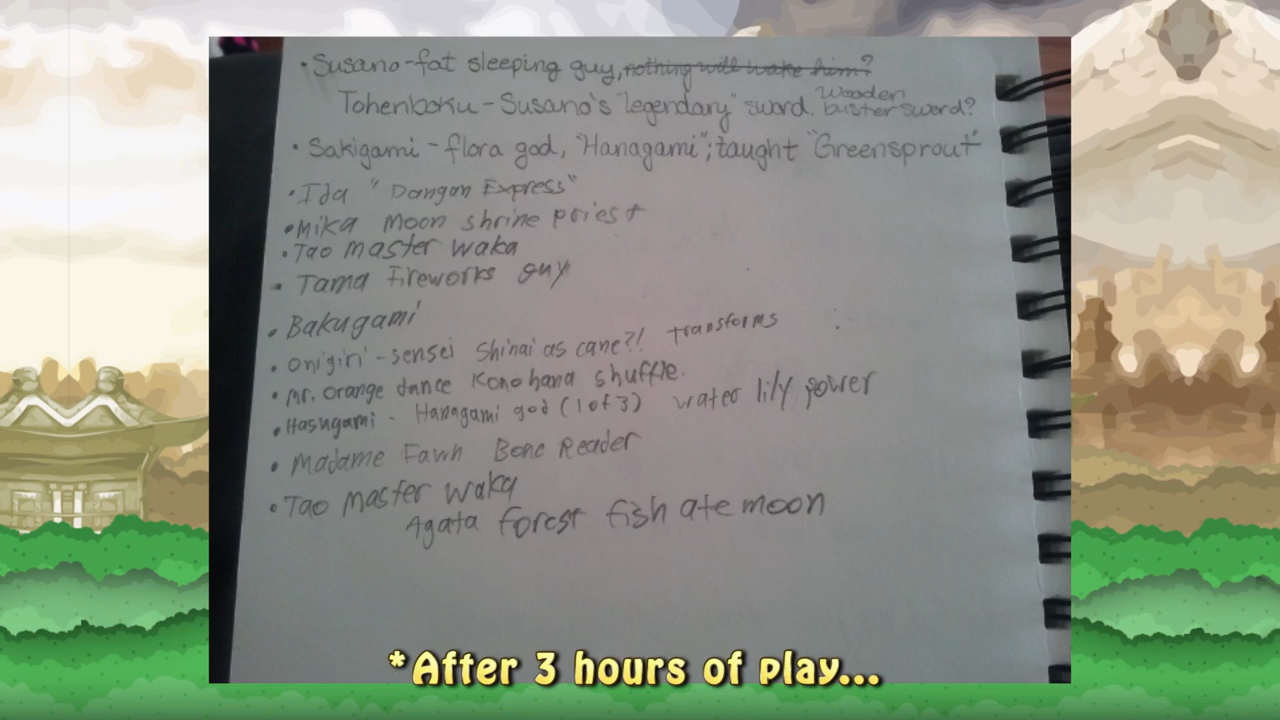 • Susano-fat sleeping guy, nothing will wake him?
Tohenboku - Susano's "legendary" sword. Wooden buster sword?
• Sakigami - flora god, "Hanagami"; taught "Greensprout"
• Ida "Dangan Express"
• Mika moon shrine priest
• Tao master waka
• Tama fireworks guy
• Bakugami
• Onigiri-sensei Shinai as cane?! transforms
• Mr. orange dance Konohana shuffle.
• Hasugami - Hanagami god (1 of 3) water lily power
• Madame Fawn Bone Reader
• Tao master waka
Agata forest fish ate moon
*After 3 hours of play...